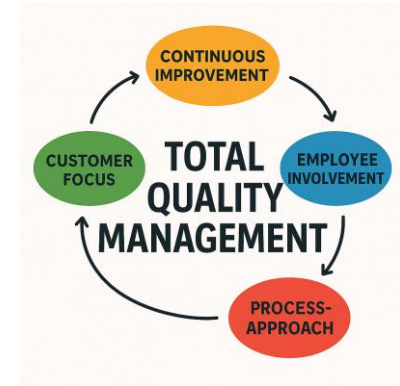 CONTINUOUS
IMPROVEMENT
CUSTOMER
FOCUS
TOTAL
QUALITY
MANAGEMENT
EMPLOYEE
INVOLVEMENT
PROCESS-
APPROACH